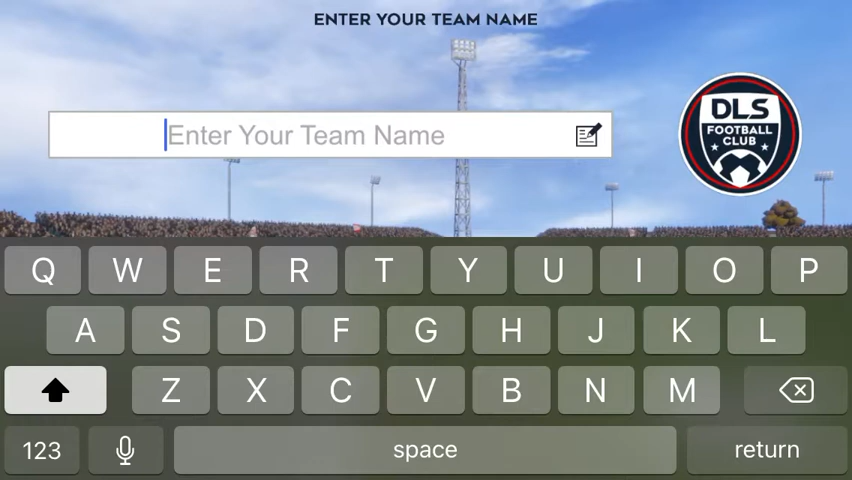 ENTER YOUR TEAM NAME
Enter Your Team Name
DLS
FOOTBALL
CLUB
Q W E R T Y U I O P
A S D F G H J K L
Z X C V B N M
123 space return